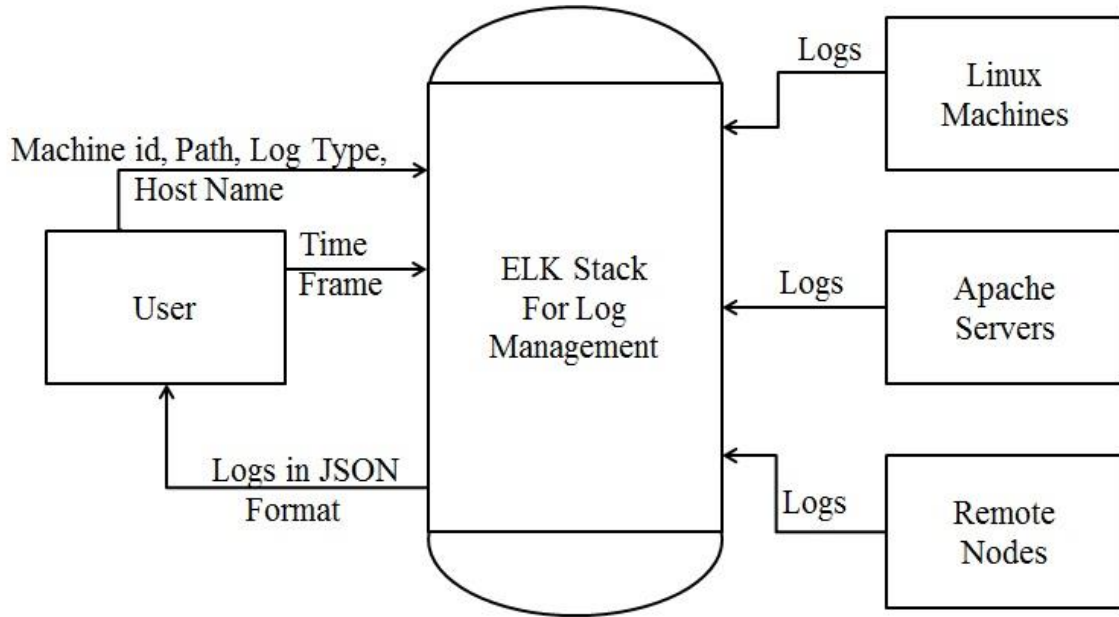 Machine id, Path, Log Type,
Host Name
User
Time
Frame
Logs in JSON
Format
ELK Stack
For Log
Management
Logs
Linux
Machines
Logs
Apache
Servers
Logs
Remote
Nodes